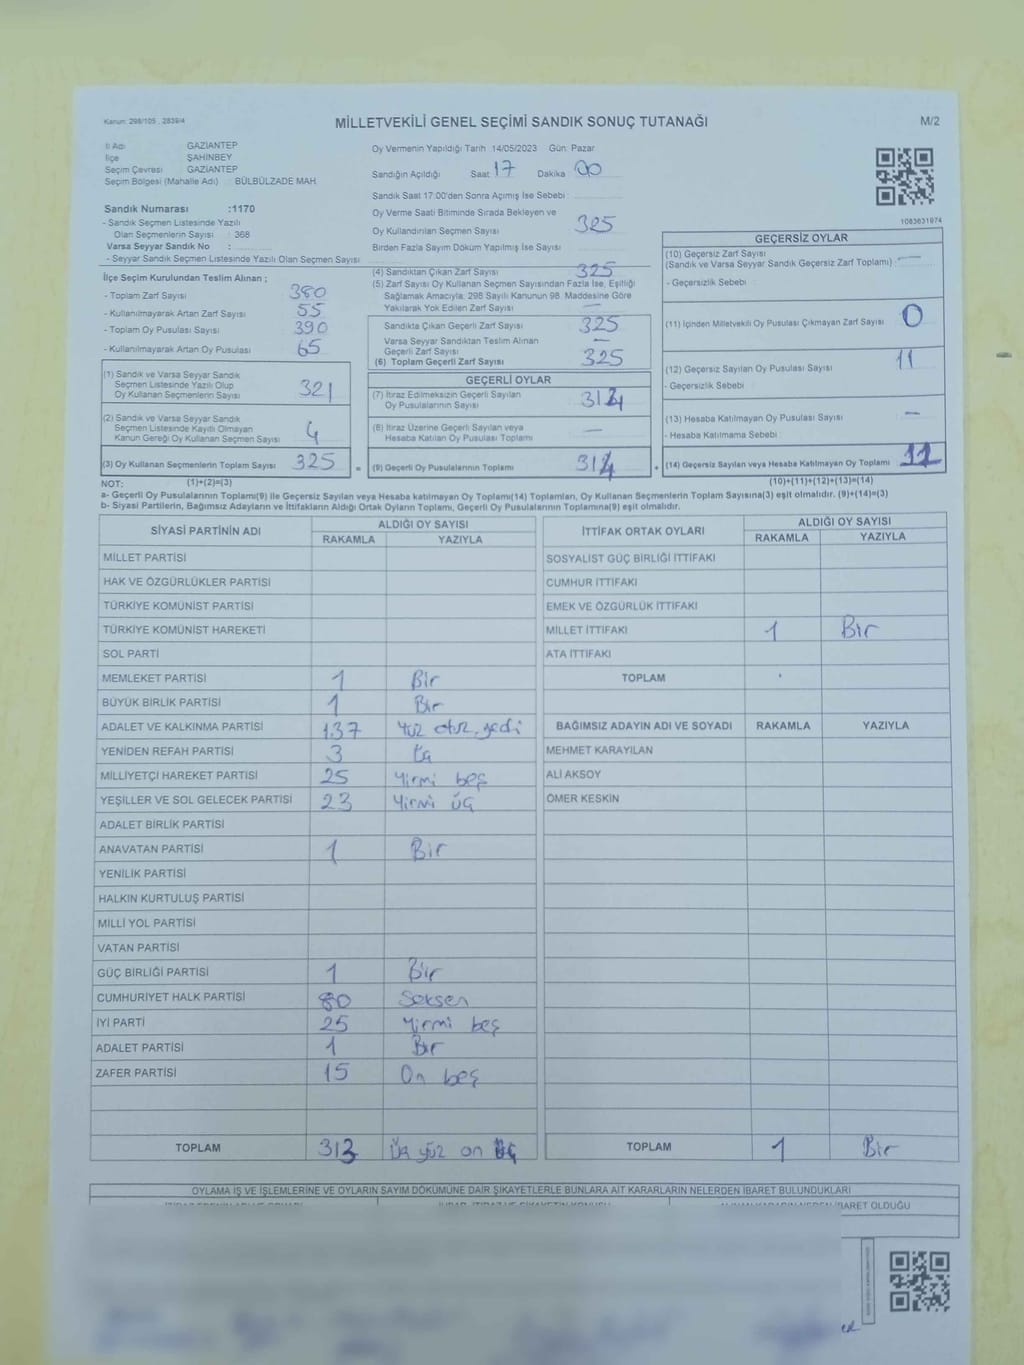 Kanun: 298/105 , 2839/4
MİLLETVEKİLİ GENEL SEÇİMİ SANDIK SONUÇ TUTANAĞI
M/2
İl Adı GAZİANTEP
İlçe ŞAHİNBEY
Seçim Çevresi GAZİANTEP
Seçim Bölgesi (Mahalle Adı) : BÜLBÜLZADE MAH.
Sandık Numarası :1170
- Sandık Seçmen Listesinde Yazılı
Olan Seçmenlerin Sayısı : 368
Varsa Seyyar Sandık No :
- Seyyar Sandık Seçmen Listesinde Yazılı Olan Seçmen Sayısı
İlçe Seçim Kurulundan Teslim Alınan ;
- Toplam Zarf Sayısı 380
- Kullanılmayarak Artan Zarf Sayısı 55
- Toplam Oy Pusulası Sayısı 390
- Kullanılmayarak Artan Oy Pusulası 65
(1) Sandık ve Varsa Seyyar Sandık
Seçmen Listesinde Yazılı Olup
Oy Kullanan Seçmenlerin Sayısı 321
(2) Sandık ve Varsa Seyyar Sandık
Seçmen Listesinde Kayıtlı Olmayan
Kanun Gereği Oy Kullanan Seçmen Sayısı 4
(3) Oy Kullanan Seçmenlerin Toplam Sayısı 325
Oy Vermenin Yapıldığı Tarih 14/05/2023 Gün Pazar
Sandığın Açıldığı Saat 17 Dakika 00
Sandık Saat 17:00'den Sonra Açımış İse Sebebi
Oy Verme Saati Bitiminde Sırada Bekleyen ve
Oy Kullandırılan Seçmen Sayısı 325
Birden Fazla Sayım Döküm Yapılmış İse Sayısı
(4) Sandıktan Çıkan Zarf Sayısı 325
(5) Zarf Sayısı Oy Kullanan Seçmen Sayısından Fazla İse, Eşitliği
Sağlamak Amacıyla, 298 Sayılı Kanunun 98. Maddesine Göre
Yakılarak Yok Edilen Zarf Sayısı —
Sandıkta Çıkan Geçerli Zarf Sayısı 325
Varsa Seyyar Sandıktan Teslim Alınan
Geçerli Zarf Sayısı —
(6) Toplam Geçerli Zarf Sayısı 325
GEÇERLİ OYLAR
(7) İtiraz Edilmeksizin Geçerli Sayılan
Oy Pusulalarının Sayısı 314
(8) İtiraz Üzerine Geçerli Sayılan veya
Hesaba Katılan Oy Pusulası Toplamı —
= (9) Geçerli Oy Pusulalarının Toplamı 314
1083631974
GEÇERSİZ OYLAR
(10) Geçersiz Zarf Sayısı
(Sandık ve Varsa Seyyar Sandık Geçersiz Zarf Toplamı) : —
- Geçersizlik Sebebi
(11) İçinden Milletvekili Oy Pusulası Çıkmayan Zarf Sayısı 0
(12) Geçersiz Sayılan Oy Pusulası Sayısı 11
- Geçersizlik Sebebi
(13) Hesaba Katılmayan Oy Pusulası Sayısı —
- Hesaba Katılmama Sebebi
+ (14) Geçersiz Sayılan veya Hesaba Katılmayan Oy Toplamı 11
NOT: (1)+(2)=(3) (10)+(11)+(12)+(13)=(14)
a- Geçerli Oy Pusulalarının Toplamı(9) ile Geçersiz Sayılan veya Hesaba katılmayan Oy Toplamı(14) Toplamları, Oy Kullanan Seçmenlerin Toplam Sayısına(3) eşit olmalıdır. (9)+(14)=(3)
b- Siyasi Partilerin, Bağımsız Adayların ve İttifakların Aldığı Ortak Oyların Toplamı, Geçerli Oy Pusulalarının Toplamına(9) eşit olmalıdır.
SİYASİ PARTİNİN ADI ALDIĞI OY SAYISI
RAKAMLA YAZIYLA
MİLLET PARTİSİ
HAK VE ÖZGÜRLÜKLER PARTİSİ
TÜRKİYE KOMÜNİST PARTİSİ
TÜRKİYE KOMÜNİST HAREKETİ
SOL PARTİ
MEMLEKET PARTİSİ 1 Bir
BÜYÜK BİRLİK PARTİSİ 1 Bir
ADALET VE KALKINMA PARTİSİ 137 Yüz otuz yedi
YENİDEN REFAH PARTİSİ 3 Üç
MİLLİYETÇİ HAREKET PARTİSİ 25 Yirmi beş
YEŞİLLER VE SOL GELECEK PARTİSİ 23 Yirmi üç
ADALET BİRLİK PARTİSİ
ANAVATAN PARTİSİ 1 Bir
YENİLİK PARTİSİ
HALKIN KURTULUŞ PARTİSİ
MİLLİ YOL PARTİSİ
VATAN PARTİSİ
GÜÇ BİRLİĞİ PARTİSİ 1 Bir
CUMHURİYET HALK PARTİSİ 80 Seksen
İYİ PARTİ 25 Yirmi beş
ADALET PARTİSİ 1 Bir
ZAFER PARTİSİ 15 On beş
TOPLAM 313 Üç yüz on üç
İTTİFAK ORTAK OYLARI ALDIĞI OY SAYISI
RAKAMLA YAZIYLA
SOSYALİST GÜÇ BİRLİĞİ İTTİFAKI
CUMHUR İTTİFAKI
EMEK VE ÖZGÜRLÜK İTTİFAKI
MİLLET İTTİFAKI 1 Bir
ATA İTTİFAKI
TOPLAM
BAĞIMSIZ ADAYIN ADI VE SOYADI RAKAMLA YAZIYLA
MEHMET KARAYILAN
ALİ AKSOY
ÖMER KESKİN
TOPLAM 1 Bir
OYLAMA İŞ VE İŞLEMLERİNE VE OYLARIN SAYIM DÖKÜMÜNE DAİR ŞİKAYETLERLE BUNLARA AİT KARARLARIN NELERDEN İBARET BULUNDUKLARI
İBARET OLDUĞU